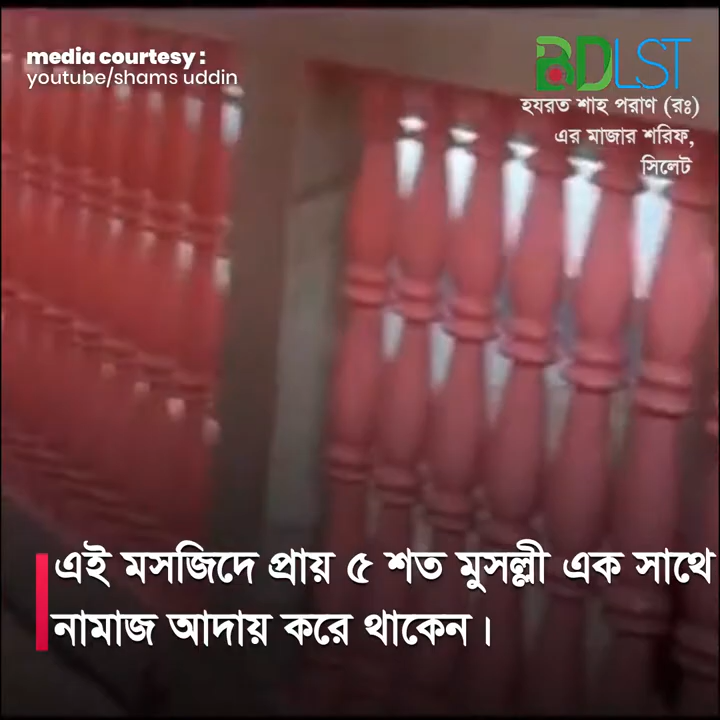 media courtesy :
youtube/shams uddin
BDLST
হযরত শাহ পরাণ (রঃ)
এর মাজার শরিফ,
সিলেট
এই মসজিদে প্রায় ৫ শত মুসল্লী এক সাথে
নামাজ আদায় করে থাকেন।